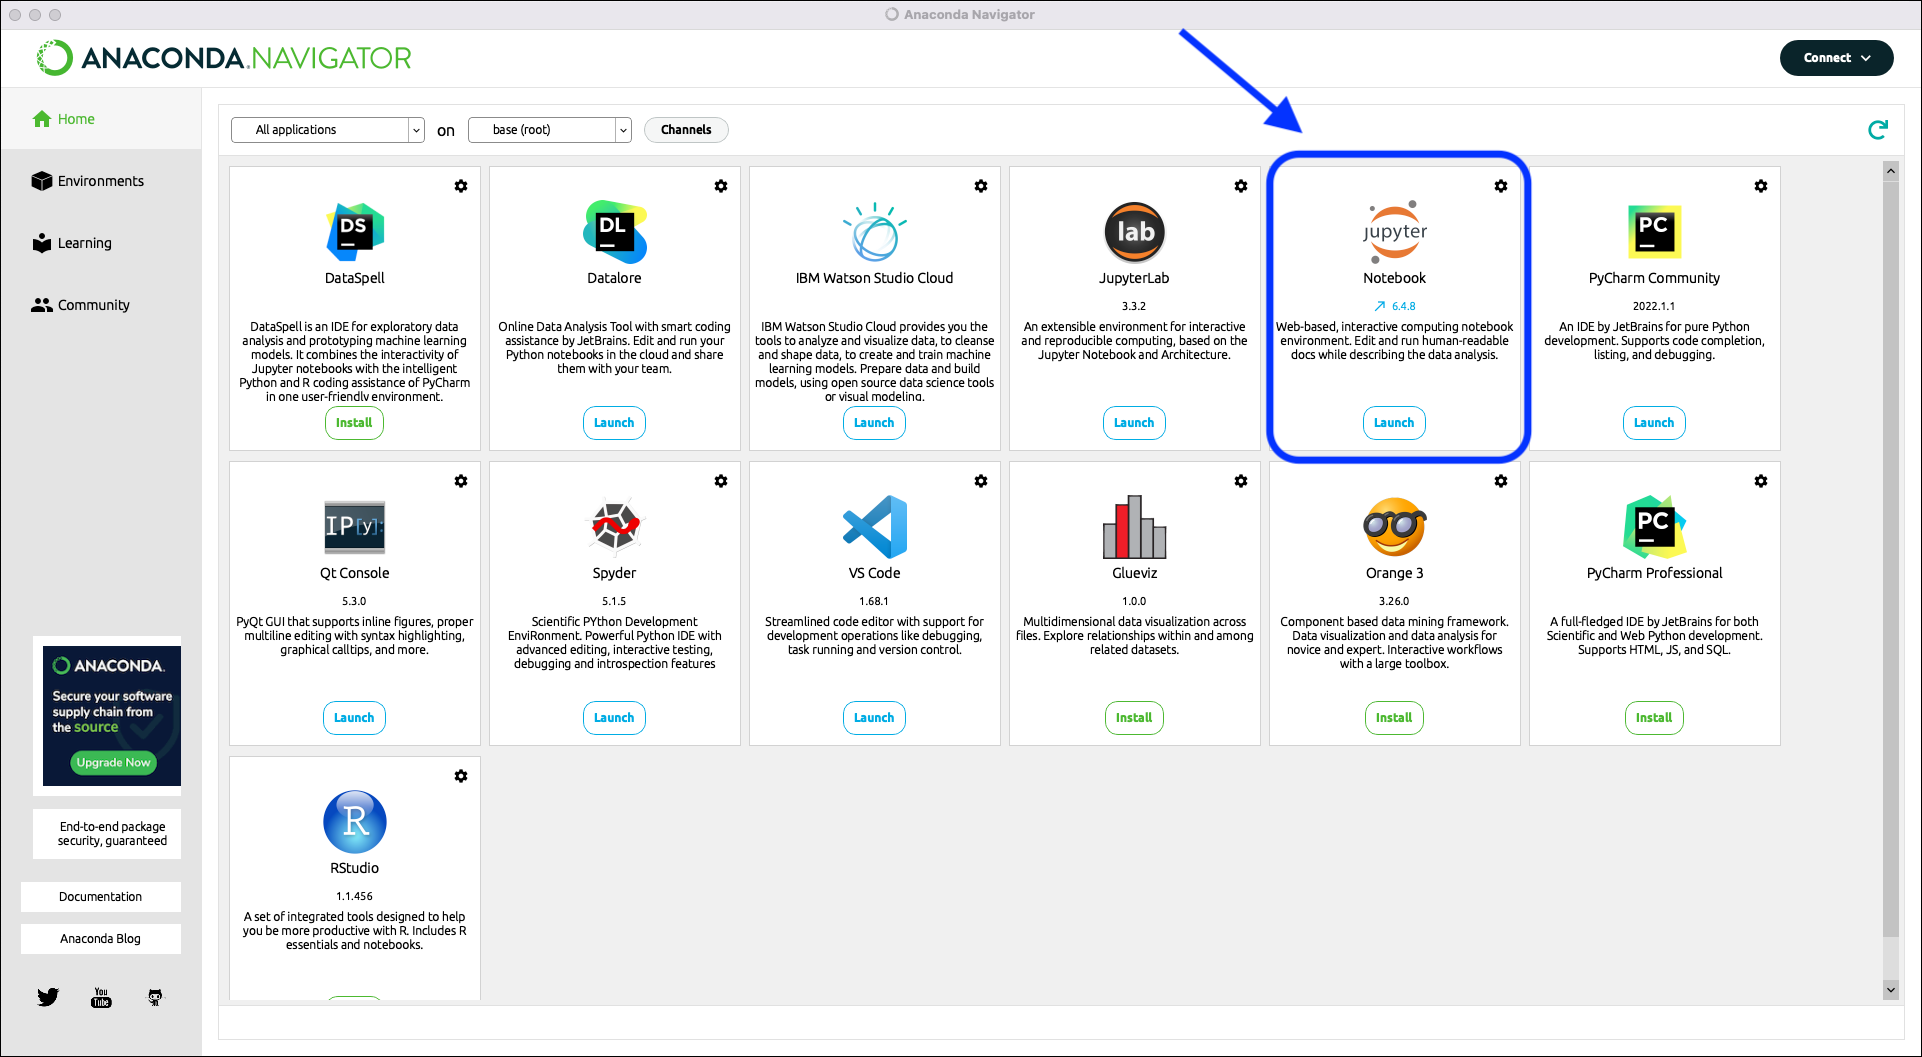 Anaconda Navigator
ANACONDA.NAVIGATOR
Connect
Home
Environments
Learning
Community
All applications
on
base (root)
Channels
DS
DataSpell
DataSpell is an IDE for exploratory data
analysis and prototyping machine learning
models. It combines the interactivity of
Jupyter notebooks with the intelligent
Python and R coding assistance of PyCharm
in one user-friendly environment.
Install
DL
Datalore
Online Data Analysis Tool with smart coding
assistance by JetBrains. Edit and run your
Python notebooks in the cloud and share
them with your team.
Launch
IBM Watson Studio Cloud
IBM Watson Studio Cloud provides you the
tools to analyze and visualize data, to cleanse
and shape data, to create and train machine
learning models. Prepare data and build
models, using open source data science tools
or visual modeling.
Launch
lab
JupyterLab
3.3.2
An extensible environment for interactive
and reproducible computing, based on the
Jupyter Notebook and Architecture.
Launch
jupyter
Notebook
6.4.8
Web-based, interactive computing notebook
environment. Edit and run human-readable
docs while describing the data analysis.
Launch
PC
PyCharm Community
2022.1.1
An IDE by JetBrains for pure Python
development. Supports code completion,
listing, and debugging.
Launch
IP[y]:
Qt Console
5.3.0
PyQt GUI that supports inline figures, proper
multiline editing with syntax highlighting,
graphical calltips, and more.
Launch
Spyder
5.1.5
Scientific PYthon Development
EnviRonment. Powerful Python IDE with
advanced editing, interactive testing,
debugging and introspection features
Launch
VS Code
1.68.1
Streamlined code editor with support for
development operations like debugging,
task running and version control.
Launch
Glueviz
1.0.0
Multidimensional data visualization across
files. Explore relationships within and among
related datasets.
Install
Orange 3
3.26.0
Component based data mining framework.
Data visualization and data analysis for
novice and expert. Interactive workflows
with a large toolbox.
Install
PC
PyCharm Professional
A full-fledged IDE by JetBrains for both
Scientific and Web Python development.
Supports HTML, JS, and SQL.
Install
R
RStudio
1.1.456
A set of integrated tools designed to help
you be more productive with R. Includes R
essentials and notebooks.
ANACONDA.
Secure your software
supply chain from
the source
Upgrade Now
End-to-end package
security, guaranteed
Documentation
Anaconda Blog
You
Tube